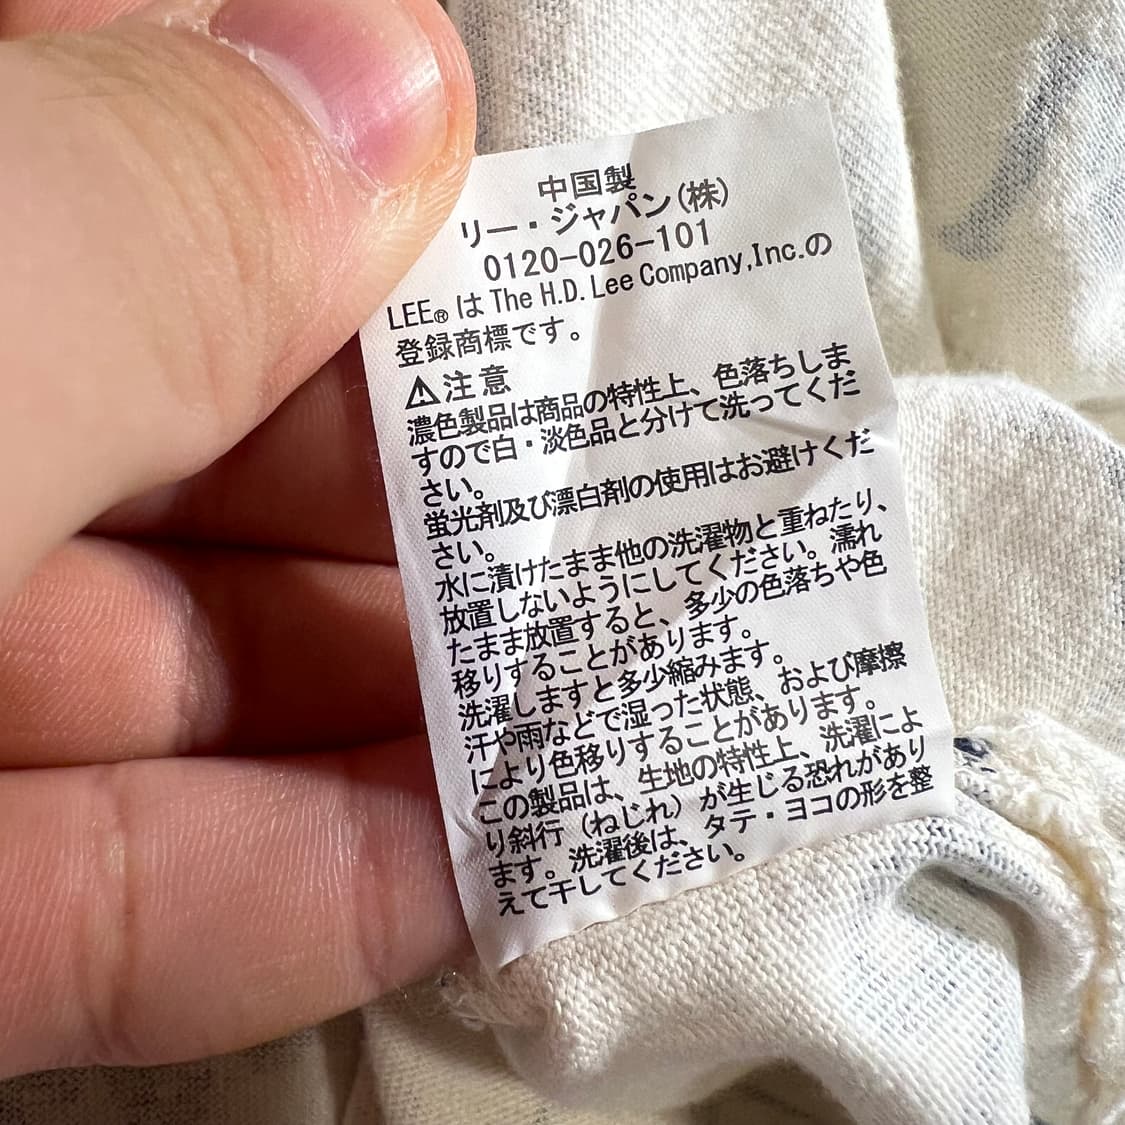 中国製
リー・ジャパン(株)
0120-026-101
LEE® は The H.D. Lee Company,Inc.の
登録商標です。
⚠注意
濃色製品は商品の特性上、色落ちしま
すので白・淡色品と分けて洗ってくだ
さい。
蛍光剤及び漂白剤の使用はお避けくだ
さい。
水に漬けたまま他の洗濯物と重ねたり、
放置しないようにしてください。濡れ
たまま放置すると、多少の色落ちや色
移りすることがあります。
洗濯しますと多少縮みます。
汗や雨などで湿った状態、および摩擦
により色移りすることがあります。
この製品は、生地の特性上、洗濯によ
り斜行（ねじれ）が生じる恐れがあり
ます。洗濯後は、タテ・ヨコの形を整
えて干してください。